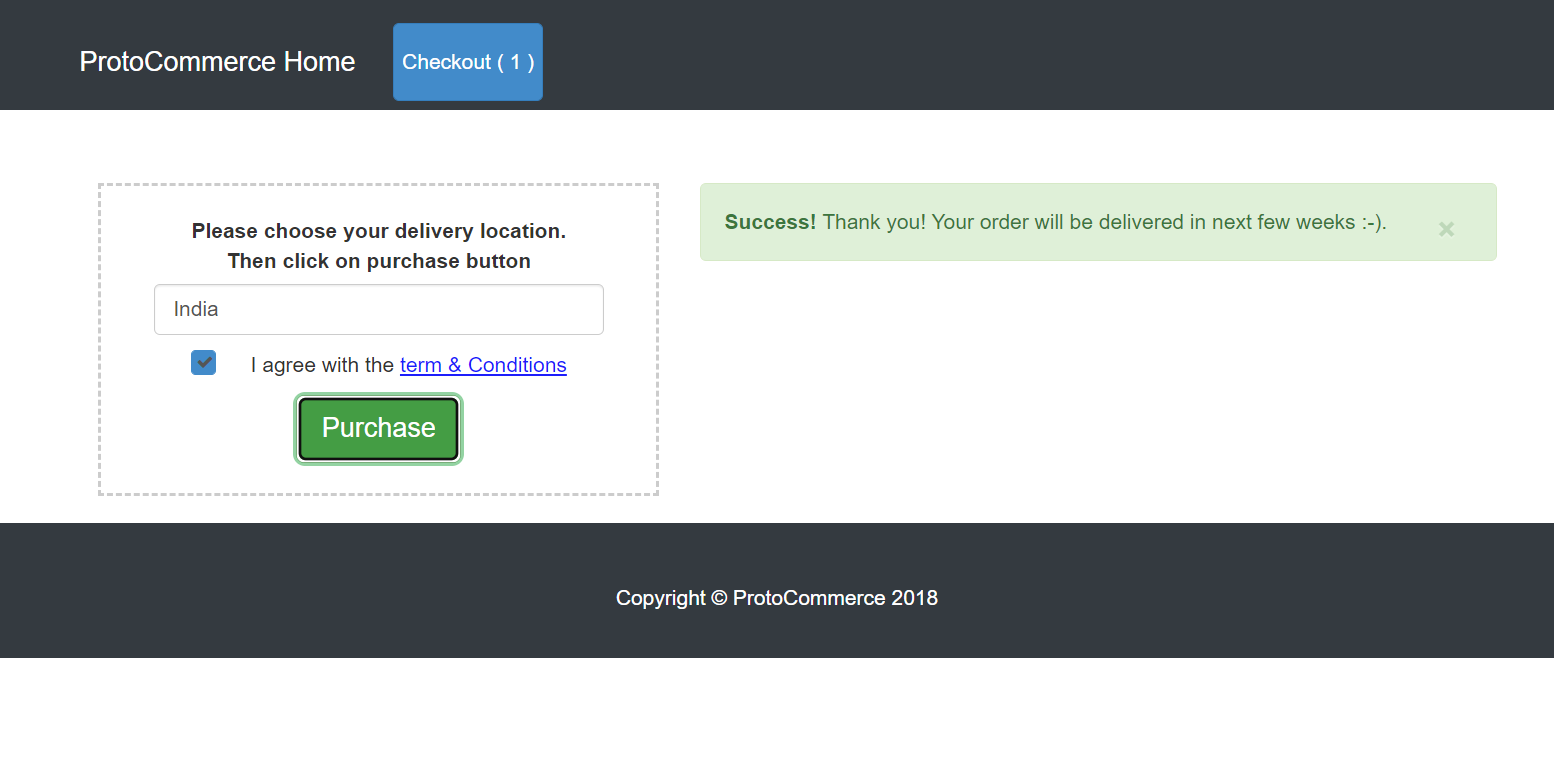 ProtoCommerce Home
Checkout ( 1 )
Please choose your delivery location.
Then click on purchase button
India
I agree with the term & Conditions
Purchase
Success! Thank you! Your order will be delivered in next few weeks :-).
×
Copyright © ProtoCommerce 2018